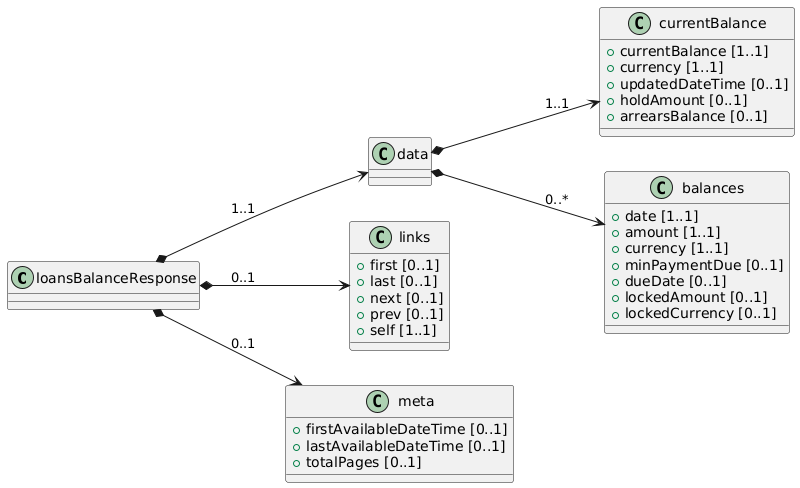 C currentBalance
currentBalance [1..1]
currency [1..1]
updatedDateTime [0..1]
holdAmount [0..1]
arrearsBalance [0..1]
1..1
C data
0..*
C balances
date [1..1]
amount [1..1]
currency [1..1]
minPaymentDue [0..1]
dueDate [0..1]
lockedAmount [0..1]
lockedCurrency [0..1]
1..1
C loansBalanceResponse
0..1
C links
first [0..1]
last [0..1]
next [0..1]
prev [0..1]
self [1..1]
0..1
C meta
firstAvailableDateTime [0..1]
lastAvailableDateTime [0..1]
totalPages [0..1]